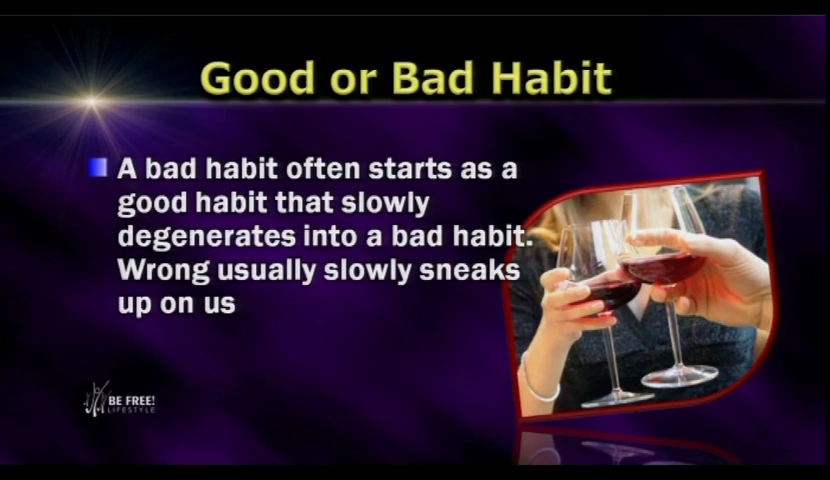 Good or Bad Habit
A bad habit often starts as a
good habit that slowly
degenerates into a bad habit.
Wrong usually slowly sneaks
up on us
BE FREE!
LIFESTYLE